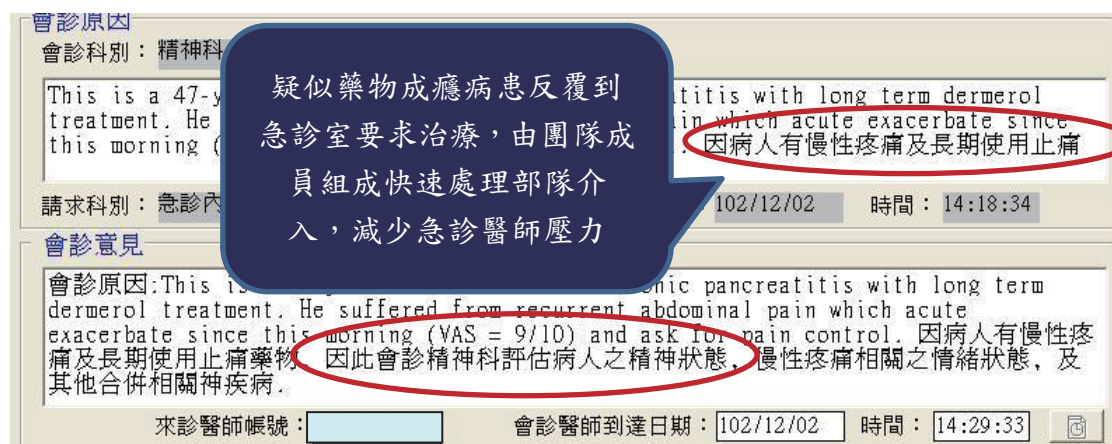 會診原因
會診科別：精神科
疑似藥物成癮病患反覆到
急診室要求治療，由團隊成
員組成快速處理部隊介
入，減少急診醫師壓力
This is a 47-y titis with long term dermerol
treatment. He in which acute exacerbate since
this morning ( 因病人有慢性疼痛及長期使用止痛
請求科別：急診內 102/12/02 時間：14:18:34
會診意見
會診原因:This is nic pancreatitis with long term
dermerol treatment. He suffered from recurrent abdominal pain which acute
exacerbate since this morning (VAS = 9/10) and ask for pain control. 因病人有慢性疼
痛及長期使用止痛藥物, 因此會診精神科評估病人之精神狀態, 慢性疼痛相關之情緒狀態, 及
其他合併相關神疾病.
來診醫師帳號： 會診醫師到達日期：102/12/02 時間：14:29:33